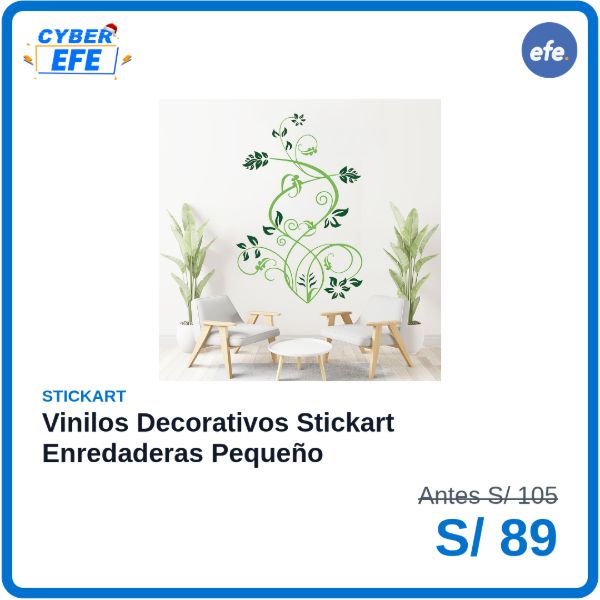 CYBER
EFE
efe.
STICKART
Vinilos Decorativos Stickart
Enredaderas Pequeño
Antes S/ 105
S/ 89